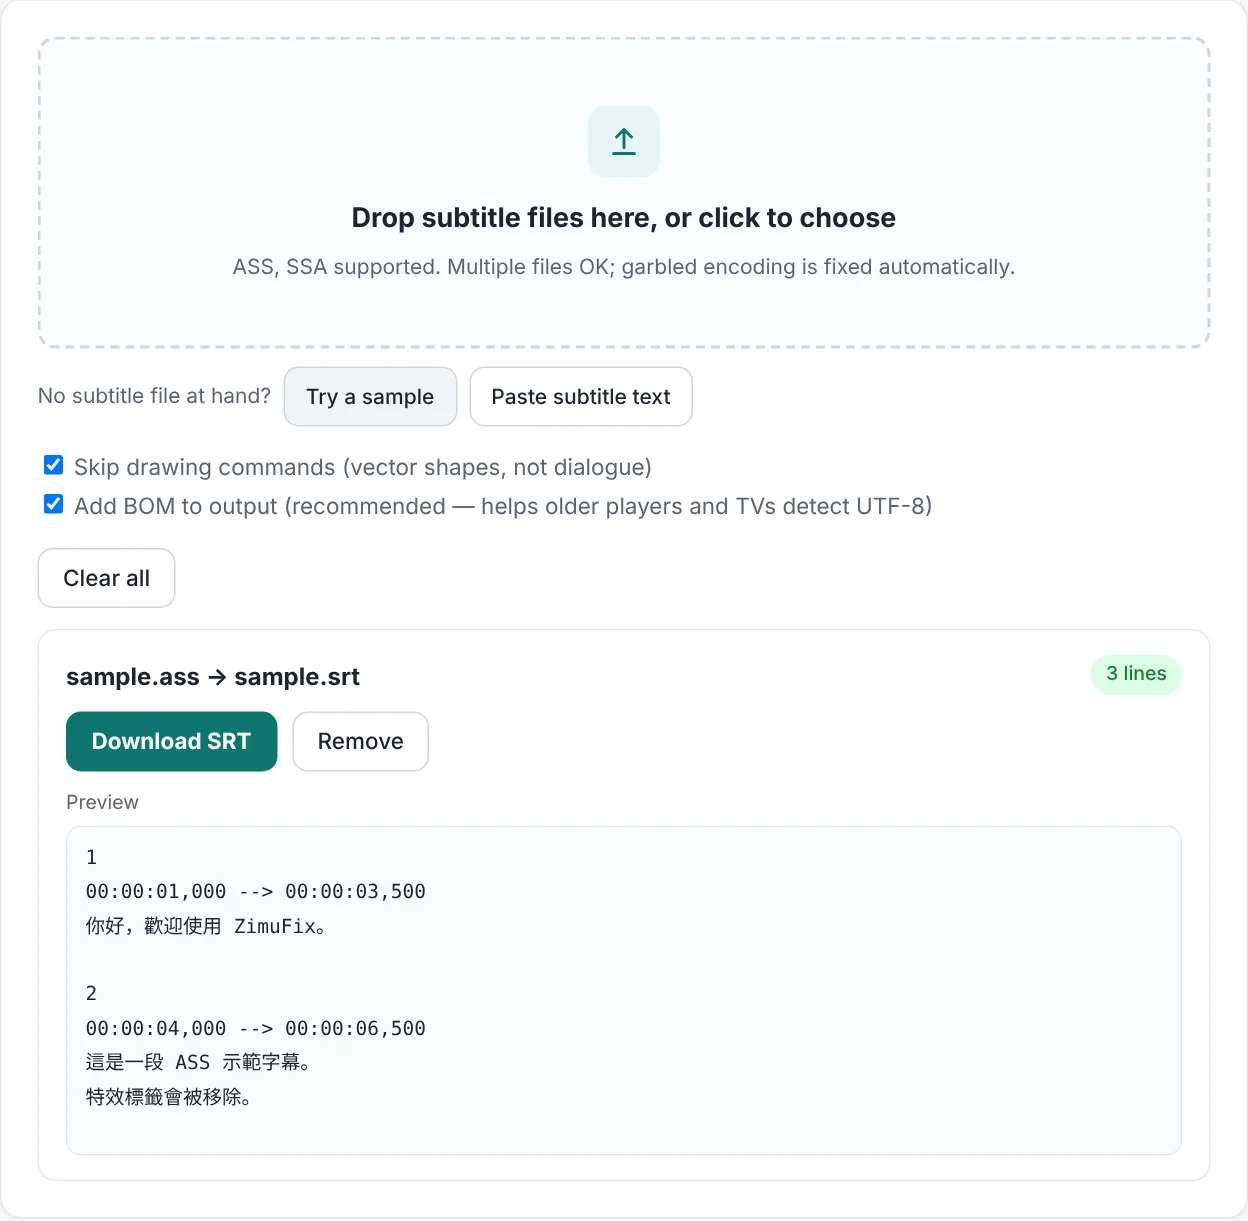 Drop subtitle files here, or click to choose
ASS, SSA supported. Multiple files OK; garbled encoding is fixed automatically.
No subtitle file at hand?
Try a sample
Paste subtitle text
Skip drawing commands (vector shapes, not dialogue)
Add BOM to output (recommended — helps older players and TVs detect UTF-8)
Clear all
sample.ass → sample.srt
3 lines
Download SRT
Remove
Preview
1
00:00:01,000 --> 00:00:03,500
你好，歡迎使用 ZimuFix。
2
00:00:04,000 --> 00:00:06,500
這是一段 ASS 示範字幕。
特效標籤會被移除。